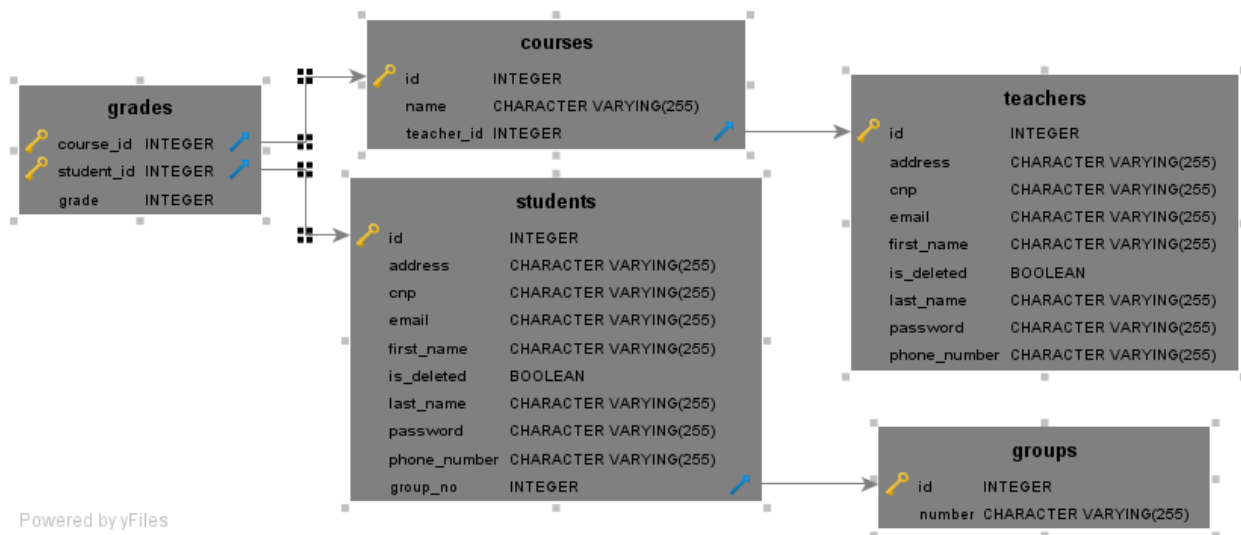 grades
course_id INTEGER
student_id INTEGER
grade INTEGER
courses
id INTEGER
name CHARACTER VARYING(255)
teacher_id INTEGER
students
id INTEGER
address CHARACTER VARYING(255)
cnp CHARACTER VARYING(255)
email CHARACTER VARYING(255)
first_name CHARACTER VARYING(255)
is_deleted BOOLEAN
last_name CHARACTER VARYING(255)
password CHARACTER VARYING(255)
phone_number CHARACTER VARYING(255)
group_no INTEGER
teachers
id INTEGER
address CHARACTER VARYING(255)
cnp CHARACTER VARYING(255)
email CHARACTER VARYING(255)
first_name CHARACTER VARYING(255)
is_deleted BOOLEAN
last_name CHARACTER VARYING(255)
password CHARACTER VARYING(255)
phone_number CHARACTER VARYING(255)
groups
id INTEGER
number CHARACTER VARYING(255)
Powered by yFiles